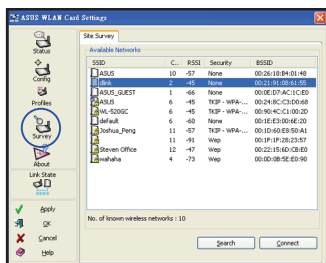 ASUS WLAN Card Settings
Status
Config
Profiles
Survey
About
Link State
Apply
OK
Cancel
Help
Site Survey
Available Networks
SSID C... RSSI Security BSSID
ASUS 10 -57 None 00:26:18:84:01:48
dlink 2 -71 None 00:21:91:08:61:55
ASUS_GUEST 1 -66 None 00:0E:D7:AC:1C:E0
ASUS 6 -45 TKIP - WPA-... 00:24:8C:C3:D0:68
WL-520GC 6 -45 TKIP - WPA-... 00:90:4C:C1:00:2D
default 6 -60 None 00:1E:E3:00:6E:20
Joshua_Peng 11 -57 TKIP - WPA-... 00:1D:60:E8:50:A1
11 -91 Wep 00:1F:1F:28:23:57
Steven Office 12 -47 Wep 00:22:15:6D:C8:E0
wahaha 4 -73 Wep 00:0D:0B:5E:E0:90
No. of known wireless networks : 10
Search Connect